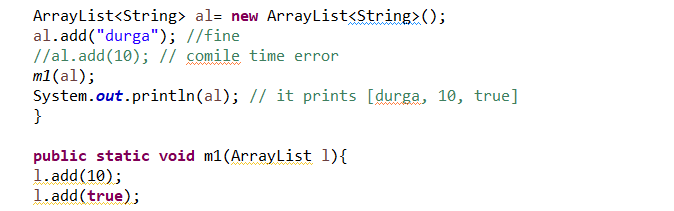 ArrayList<String> al= new ArrayList<String>();
al.add("durga"); //fine
//al.add(10); // comile time error
m1(al);
System.out.println(al); // it prints [durga, 10, true]
}
public static void m1(ArrayList l){
l.add(10);
l.add(true);